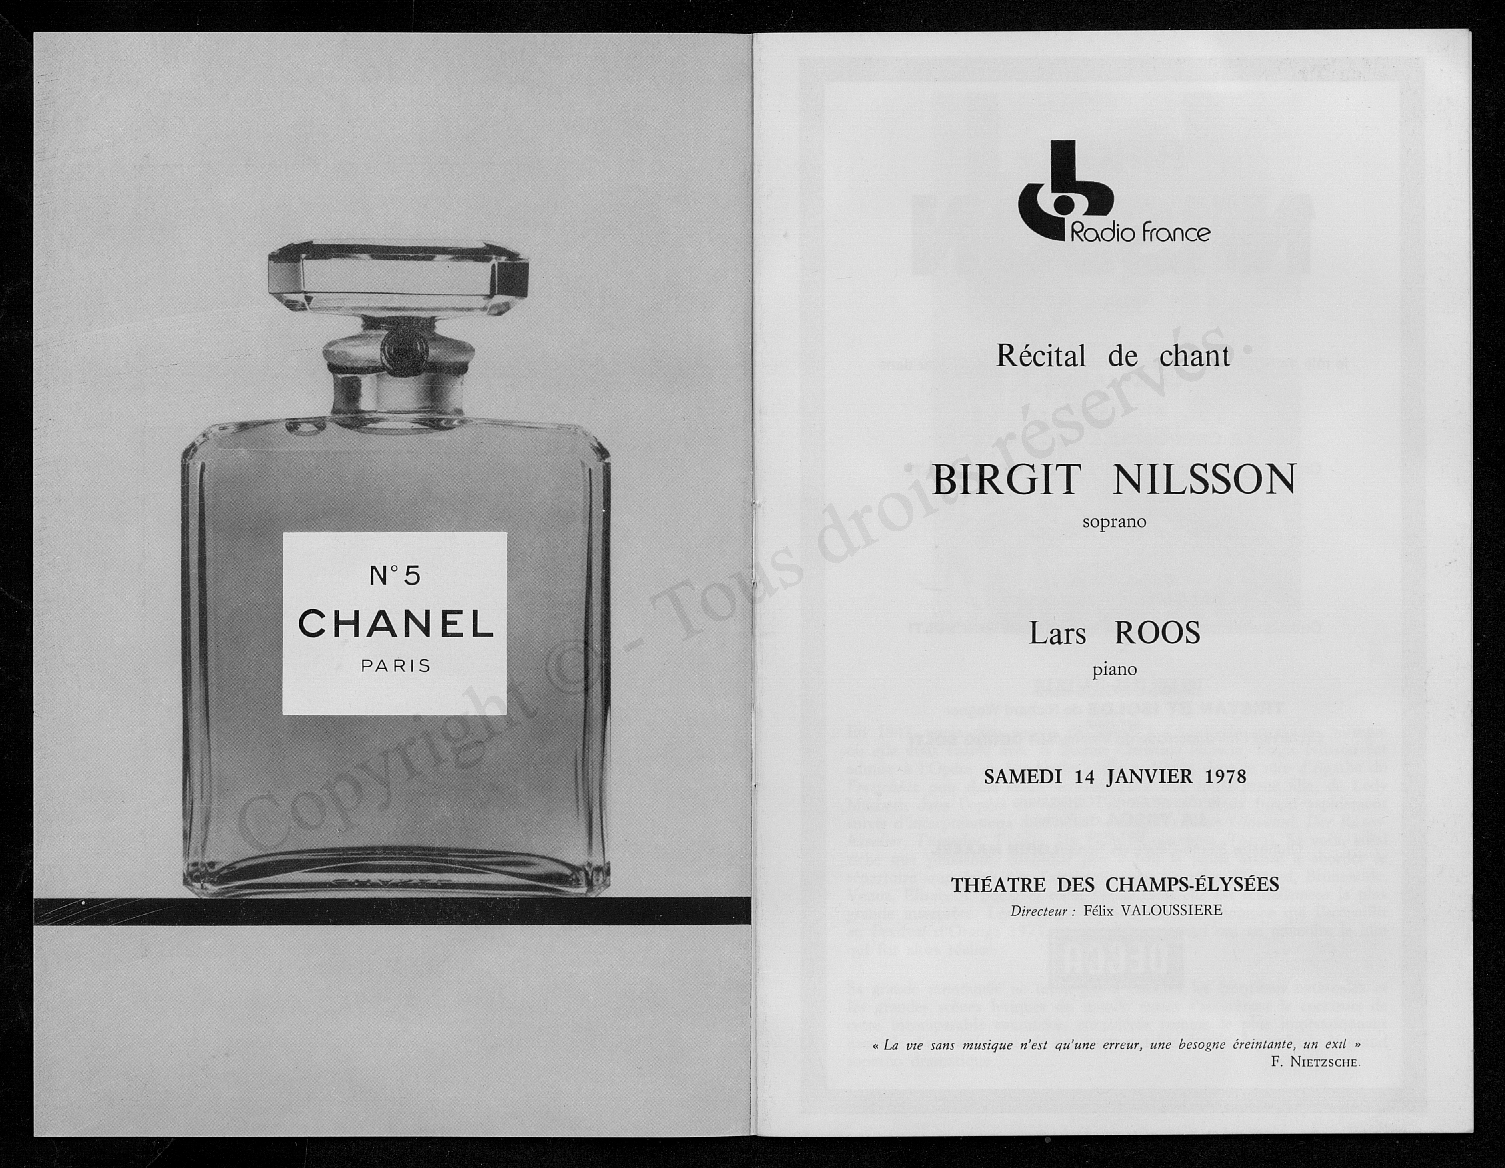 N° 5
CHANEL
PARIS
Radio france
Récital de chant
BIRGIT NILSSON
soprano
Lars ROOS
piano
SAMEDI 14 JANVIER 1978
THÉATRE DES CHAMPS-ÉLYSÉES
Directeur : Félix VALOUSSIERE
« La vie sans musique n'est qu'une erreur, une besogne éreintante, un exil »
F. NIETZSCHE.
Copyright © - Tous droits réservés.